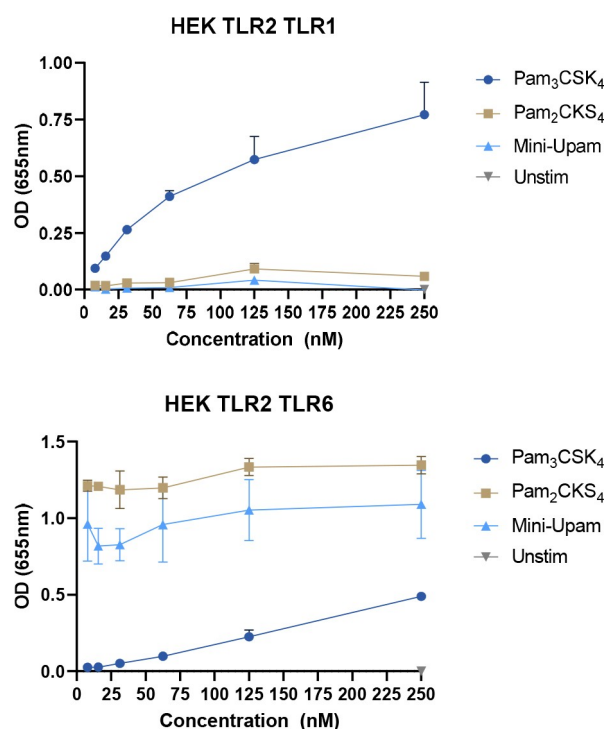 HEK TLR2 TLR1
1.00
0.75
0.50
0.25
0.00
OD (655nm)
0 25 50 75 100 125 150 175 200 225 250
Concentration (nM)
Pam₃CSK₄
Pam₂CKS₄
Mini-Upam
Unstim
HEK TLR2 TLR6
1.5
1.0
0.5
0.0
OD (655nm)
0 25 50 75 100 125 150 175 200 225 250
Concentration (nM)
Pam₃CSK₄
Pam₂CKS₄
Mini-Upam
Unstim